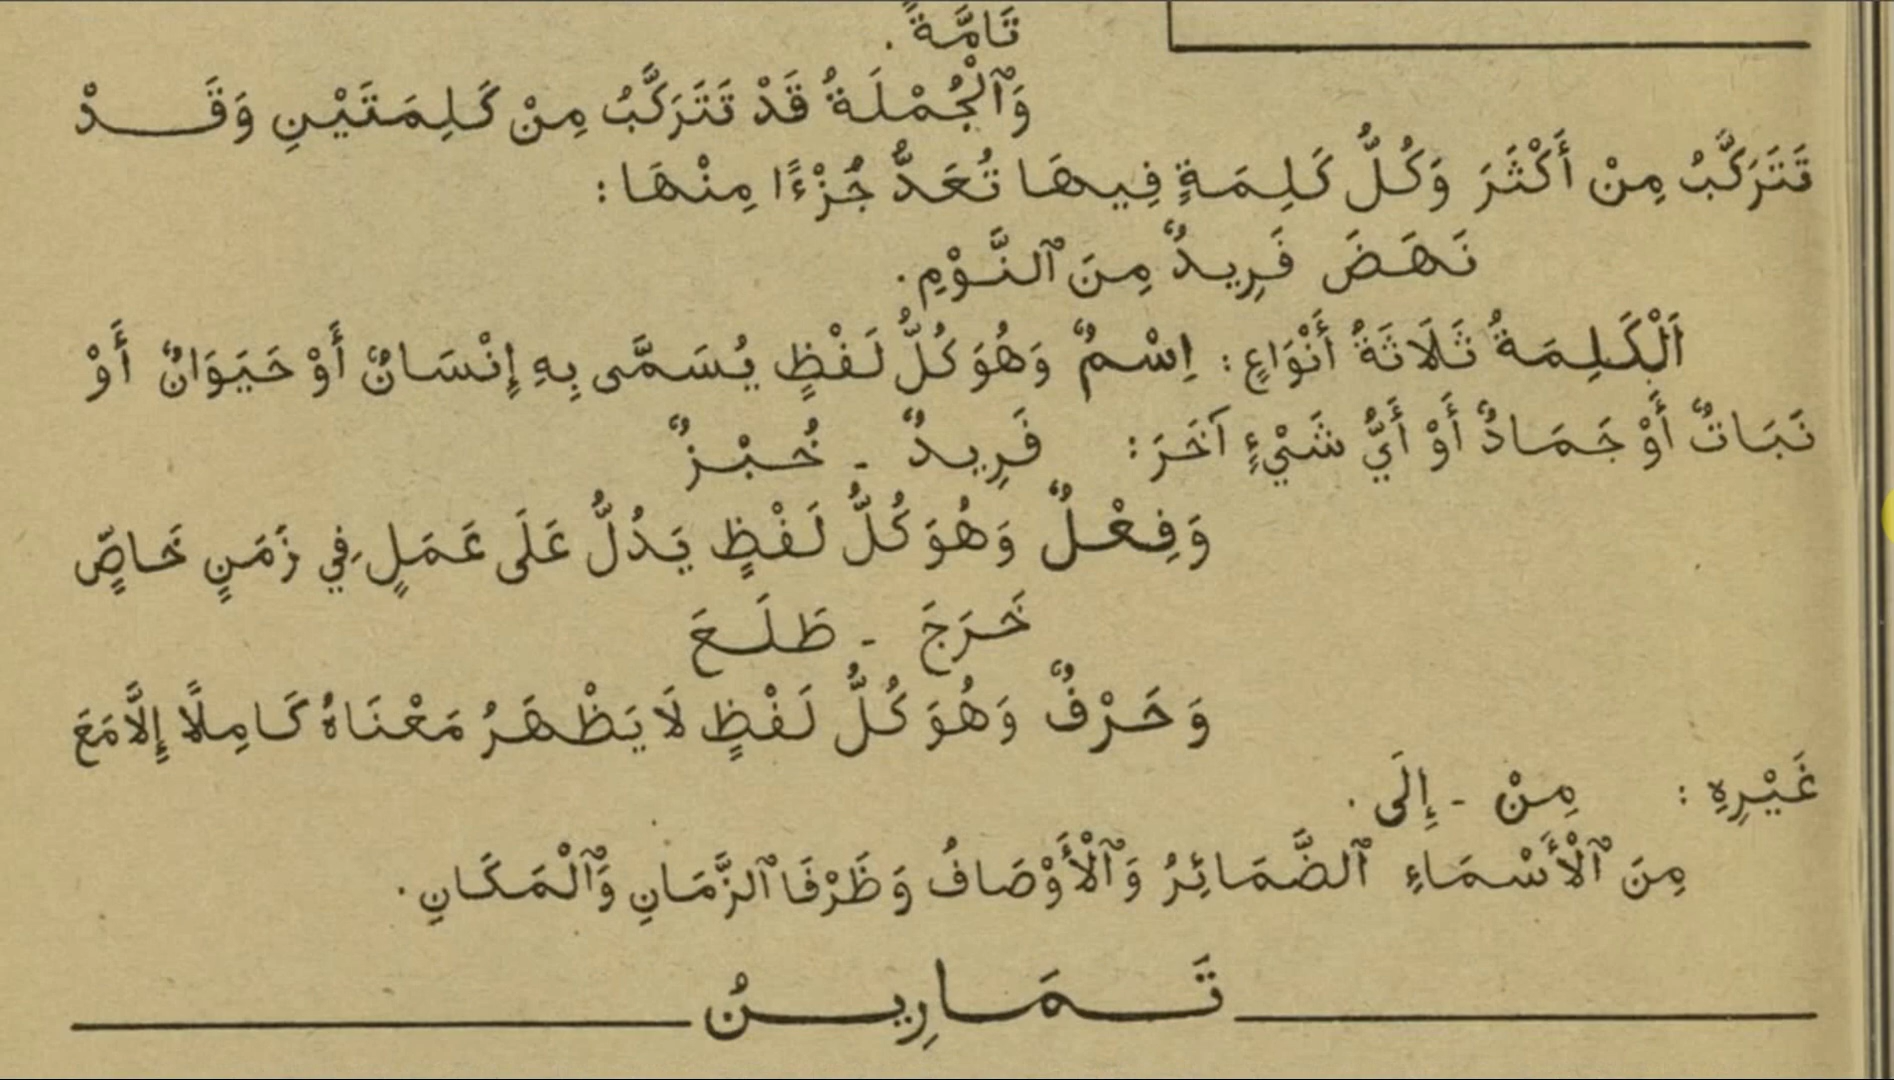 تَامَّةً .
وَٱلْجُمْلَةُ قَدْ تَتَرَكَّبُ مِنْ كَلِمَتَيْنِ وَقَدْ
تَتَرَكَّبُ مِنْ أَكْثَرَ وَكُلُّ كَلِمَةٍ فِيهَا تُعَدُّ جُزْءًا مِنْهَا :
نَهَضَ فَرِيدٌ مِنَ ٱلنَّوْمِ .
اَلْكَلِمَةُ ثَلَاثَةُ أَنْوَاعٍ : اِسْمٌ وَهُوَ كُلُّ لَفْظٍ يُسَمَّى بِهِ إِنْسَانٌ أَوْ حَيَوَانٌ أَوْ
نَبَاتٌ أَوْ جَمَادٌ أَوْ أَيُّ شَيْءٍ آخَرَ : فَرِيدٌ - خُبْزٌ
وَفِعْلٌ وَهُوَ كُلُّ لَفْظٍ يَدُلُّ عَلَى عَمَلٍ فِي زَمَنٍ خَاصٍّ
خَرَجَ - طَلَعَ
وَحَرْفٌ وَهُوَ كُلُّ لَفْظٍ لَا يَظْهَرُ مَعْنَاهُ كَامِلًا إِلَّا مَعَ
غَيْرِهِ : مِنْ - إِلَى .
مِنَ ٱلْأَسْمَاءِ ٱلضَّمَائِرُ وَٱلْأَوْصَافُ وَظَرْفَا ٱلزَّمَانِ وَٱلْمَكَانِ .
تَمَارِينُ